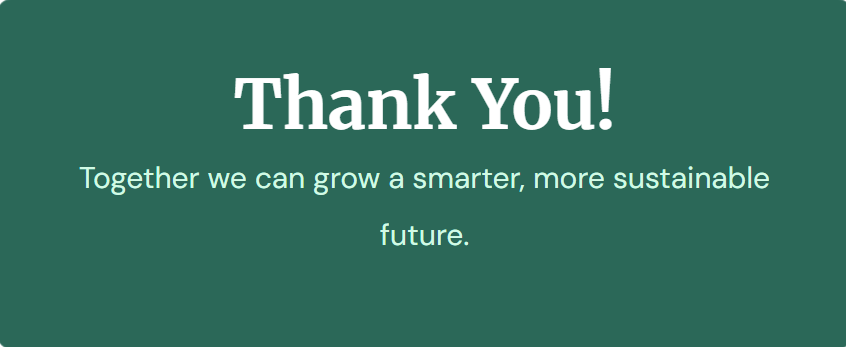 Thank You!
Together we can grow a smarter, more sustainable
future.